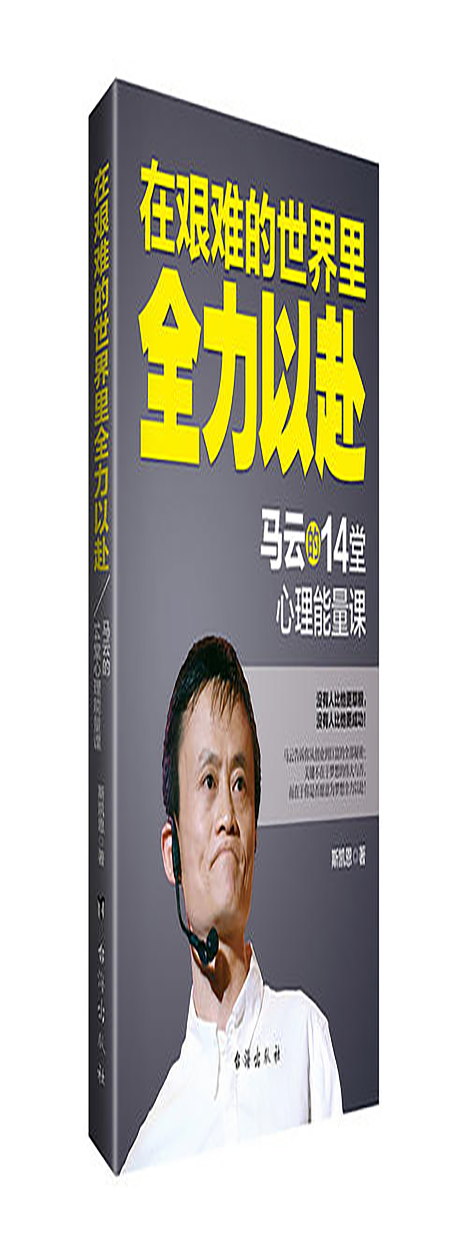 在艰难的世界里
全力以赴
马云的14堂
心理能量课
没有人比他更草根，
没有人比他更成功！
斯凯恩◎著
台海出版社
在艰难的世界里全力以赴
马云的
14堂心理能量课
斯凯恩◎著
台海出版社